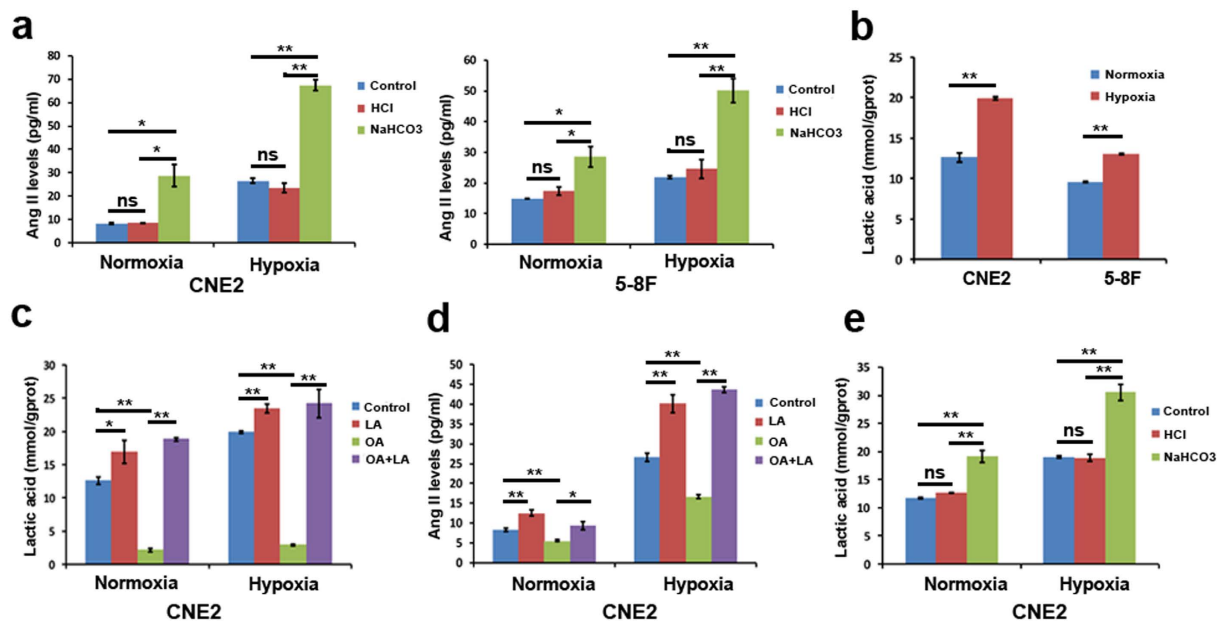 a
Ang II levels (pg/ml)
80
70
60
50
40
30
20
10
0
**
**
*
*
ns
ns
Control
HCl
NaHCO3
Normoxia
Hypoxia
CNE2
Ang II levels (pg/ml)
60
50
40
30
20
10
0
**
**
*
*
ns
ns
Control
HCl
NaHCO3
Normoxia
Hypoxia
5-8F
b
Lactic acid (mmol/gprot)
25
20
15
10
5
0
**
**
Normoxia
Hypoxia
CNE2
5-8F
c
Lactic acid (mmol/gprot)
30
25
20
15
10
5
0
**
*
**
**
**
**
Control
LA
OA
OA+LA
Normoxia
Hypoxia
CNE2
d
Ang II levels (pg/ml)
50
45
40
35
30
25
20
15
10
5
0
**
**
*
**
**
**
Control
LA
OA
OA+LA
Normoxia
Hypoxia
CNE2
e
Lactic acid (mmol/gprot)
35
30
25
20
15
10
5
0
**
**
ns
**
**
ns
Control
HCl
NaHCO3
Normoxia
Hypoxia
CNE2